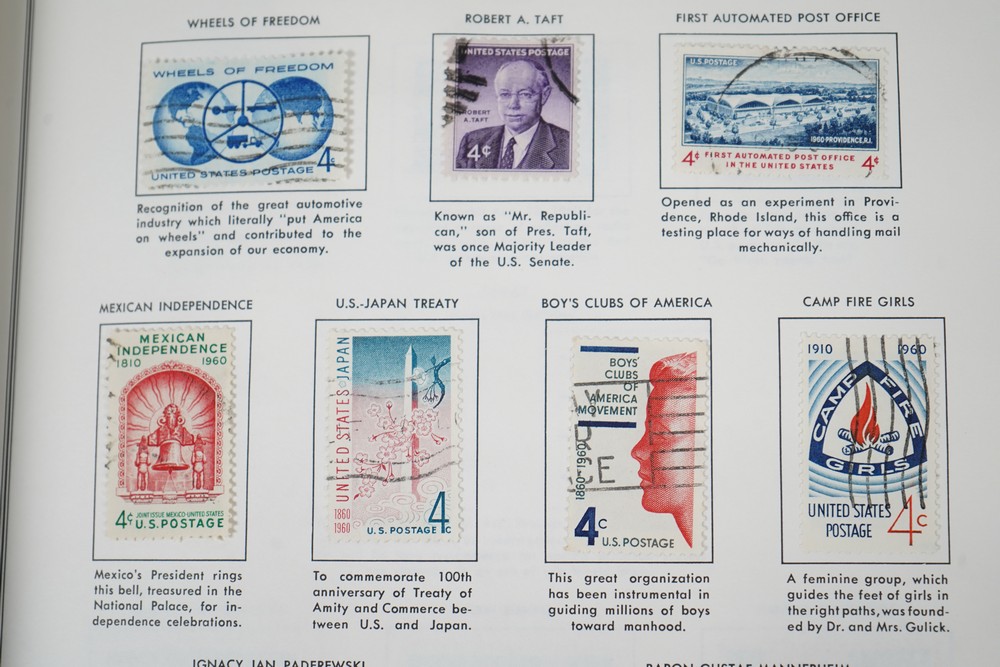 WHEELS OF FREEDOM
WHEELS OF FREEDOM
4¢
UNITED STATES POSTAGE
Recognition of the great automotive
industry which literally "put America
on wheels" and contributed to the
expansion of our economy.
ROBERT A. TAFT
UNITED STATES POSTAGE
ROBERT
A. TAFT
4¢
Known as "Mr. Republi-
can," son of Pres. Taft,
was once Majority Leader
of the U.S. Senate.
FIRST AUTOMATED POST OFFICE
U.S. POSTAGE
1960·PROVIDENCE, R.I.
4¢ FIRST AUTOMATED POST OFFICE 4¢
IN THE UNITED STATES
Opened as an experiment in Provi-
dence, Rhode Island, this office is a
testing place for ways of handling mail
mechanically.
MEXICAN INDEPENDENCE
MEXICAN
INDEPENDENCE
1810 1960
4¢ JOINT ISSUE MEXICO·UNITED STATES
U.S. POSTAGE
Mexico's President rings
this bell, treasured in the
National Palace, for in-
dependence celebrations.
U.S.-JAPAN TREATY
UNITED STATES·JAPAN
1860
1960
U.S. POSTAGE 4c
To commemorate 100th
anniversary of Treaty of
Amity and Commerce be-
tween U.S. and Japan.
BOY'S CLUBS OF AMERICA
BOYS'
CLUBS
OF
AMERICA
MOVEMENT
1860-1960
4c U.S. POSTAGE
This great organization
has been instrumental in
guiding millions of boys
toward manhood.
CAMP FIRE GIRLS
1910 1960
CAMP FIRE
GIRLS
UNITED STATES
POSTAGE 4c
A feminine group, which
guides the feet of girls in
the right paths, was found-
ed by Dr. and Mrs. Gulick.
IGNACY JAN PADEREWSKI
BARON GUSTAF MANNERHEIM